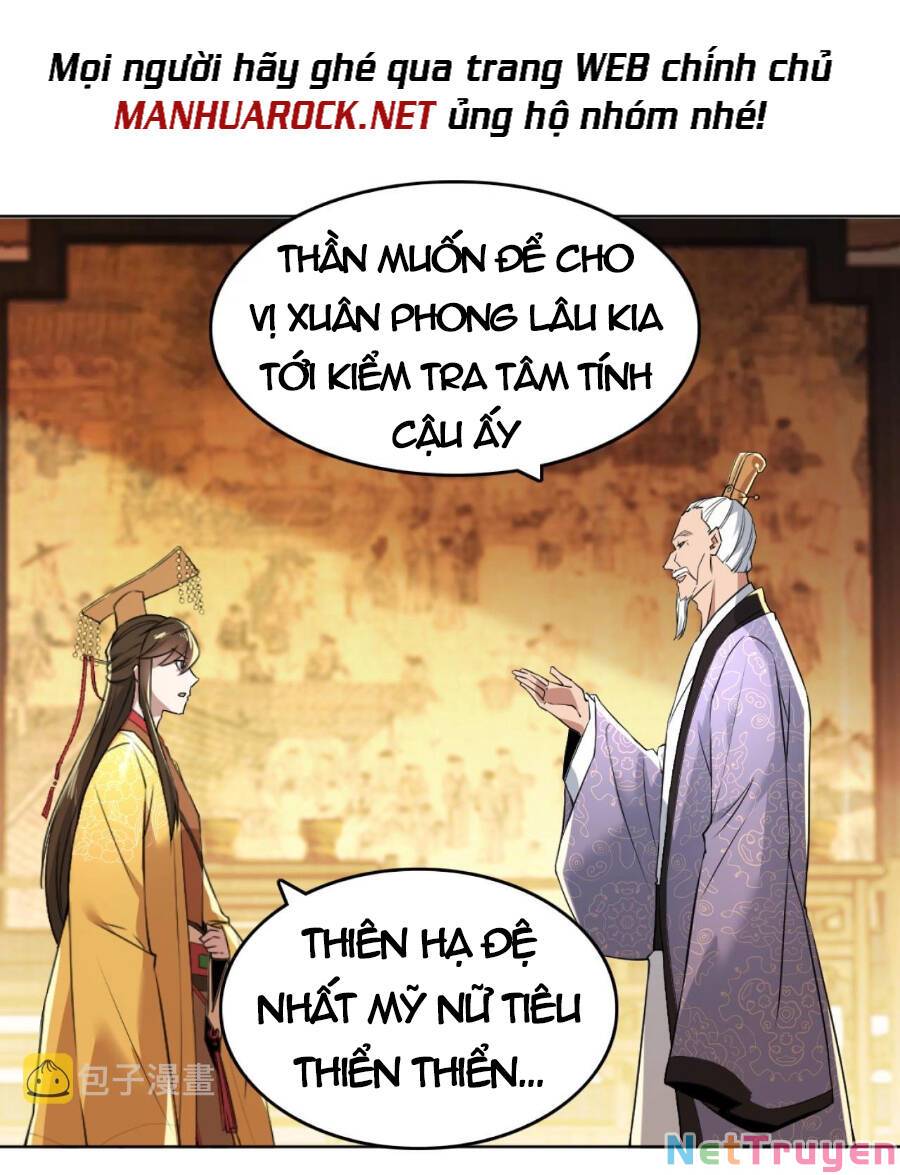 Mọi người hãy ghé qua trang WEB chính chủ
MANHUAROCK.NET ủng hộ nhóm nhé!
THẦN MUỐN ĐỂ CHO
VỊ XUÂN PHONG LÂU KIA
TỚI KIỂM TRA TÂM TÍNH
CẬU ẤY
THIÊN HẠ ĐỆ
NHẤT MỸ NỮ TIÊU
THIỂN THIỂN...
包子漫畫
NetTruyen